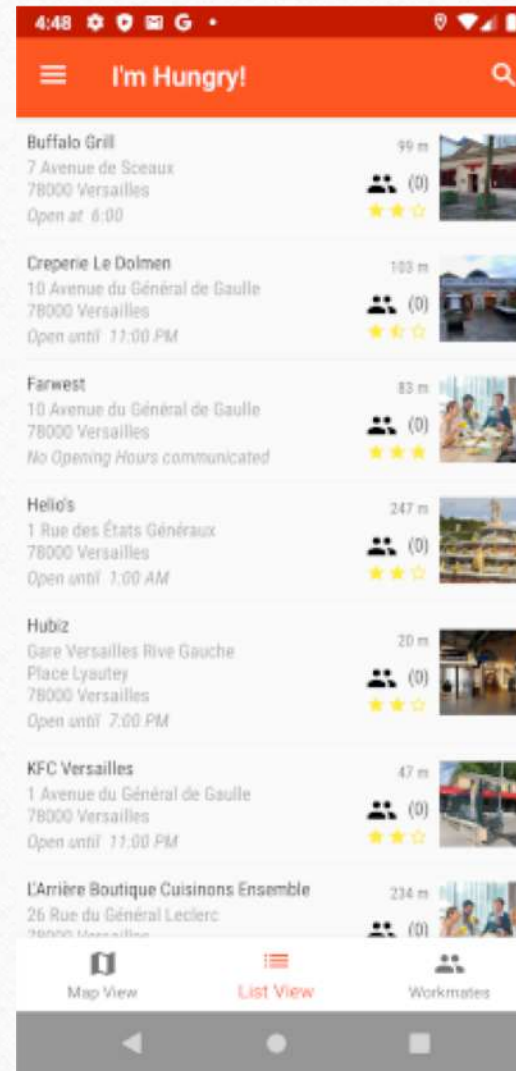 4:48
I'm Hungry!
Buffalo Grill
99 m
7 Avenue de Sceaux
78000 Versailles
(0)
Open at 6:00
Creperie Le Dolmen
103 m
10 Avenue du Général de Gaulle
78000 Versailles
(0)
Open until 11:00 PM
Farwest
83 m
10 Avenue du Général de Gaulle
78000 Versailles
(0)
No Opening Hours communicated
Helio's
247 m
1 Rue des États Généraux
78000 Versailles
(0)
Open until 1:00 AM
Hubiz
20 m
Gare Versailles Rive Gauche
Place Lyautey
78000 Versailles
(0)
Open until 7:00 PM
KFC Versailles
47 m
1 Avenue du Général de Gaulle
78000 Versailles
(0)
Open until 11:00 PM
L'Arrière Boutique Cuisinons Ensemble
234 m
26 Rue du Général Leclerc
78000 Versailles
(0)
Map View
List View
Workmates